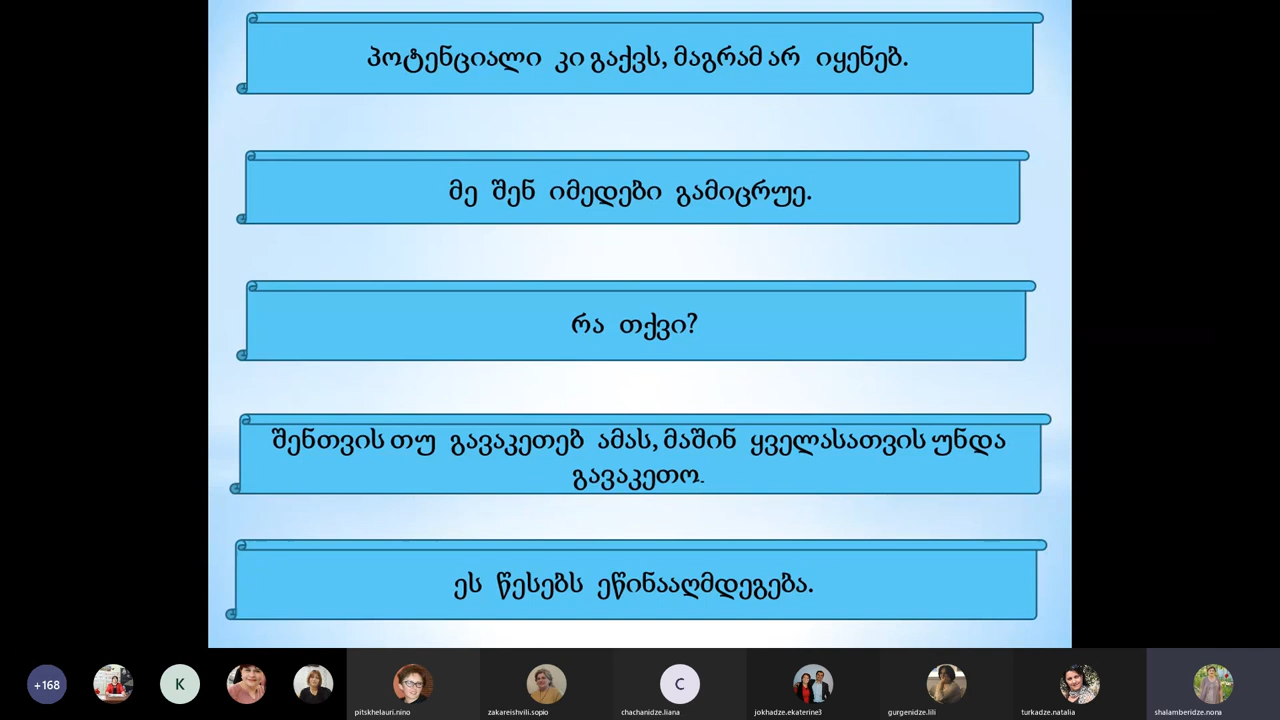 პოტენციალი კი გაქვს, მაგრამ არ იყენებ.
მე შენ იმედები გამიცრუე.
რა თქვი?
შენთვის თუ გავაკეთებ ამას, მაშინ ყველასათვის უნდა
გავაკეთო.
ეს წესებს ეწინააღმდეგება.
+168
K
C
pitskhelauri.nino
zakareishvili.sopio
chachanidze.liana
jokhadze.ekaterine3
gurgenidze.lili
turkadze.natalia
shalamberidze.nona